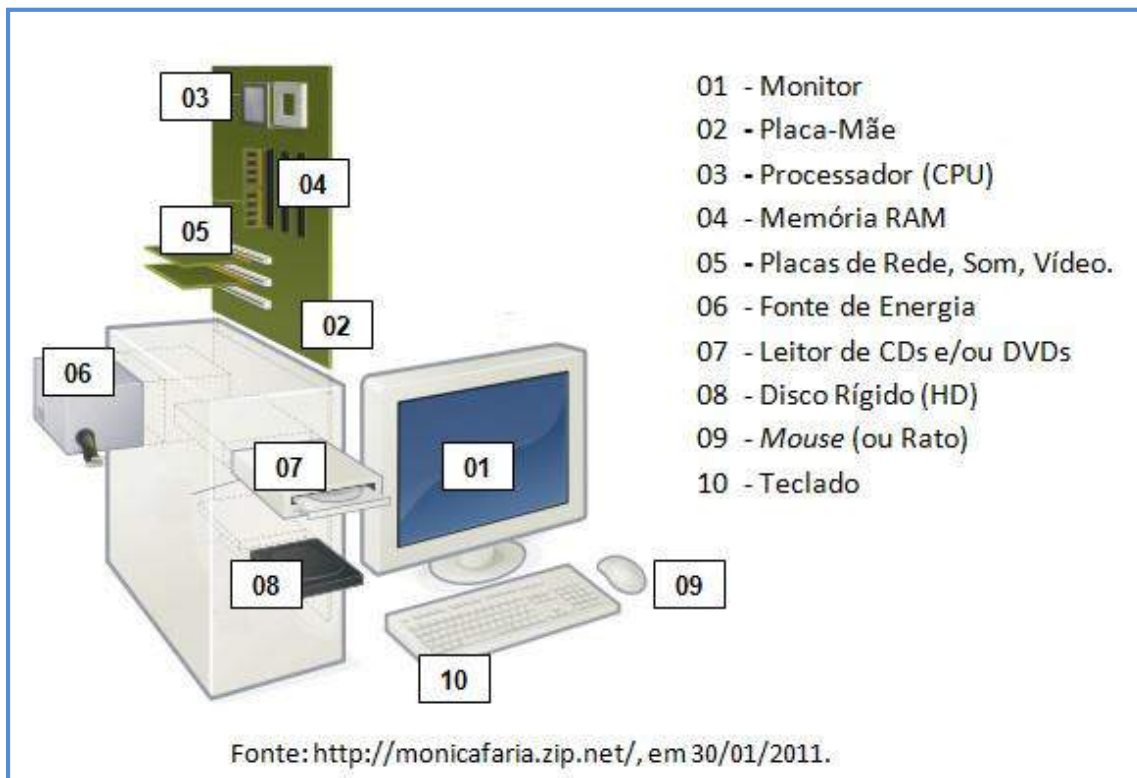 03
04
05
02
06
07
01
08
09
10
01 - Monitor
02 - Placa-Mãe
03 - Processador (CPU)
04 - Memória RAM
05 - Placas de Rede, Som, Vídeo.
06 - Fonte de Energia
07 - Leitor de CDs e/ou DVDs
08 - Disco Rígido (HD)
09 - Mouse (ou Rato)
10 - Teclado
Fonte: http://monicafaria.zip.net/, em 30/01/2011.